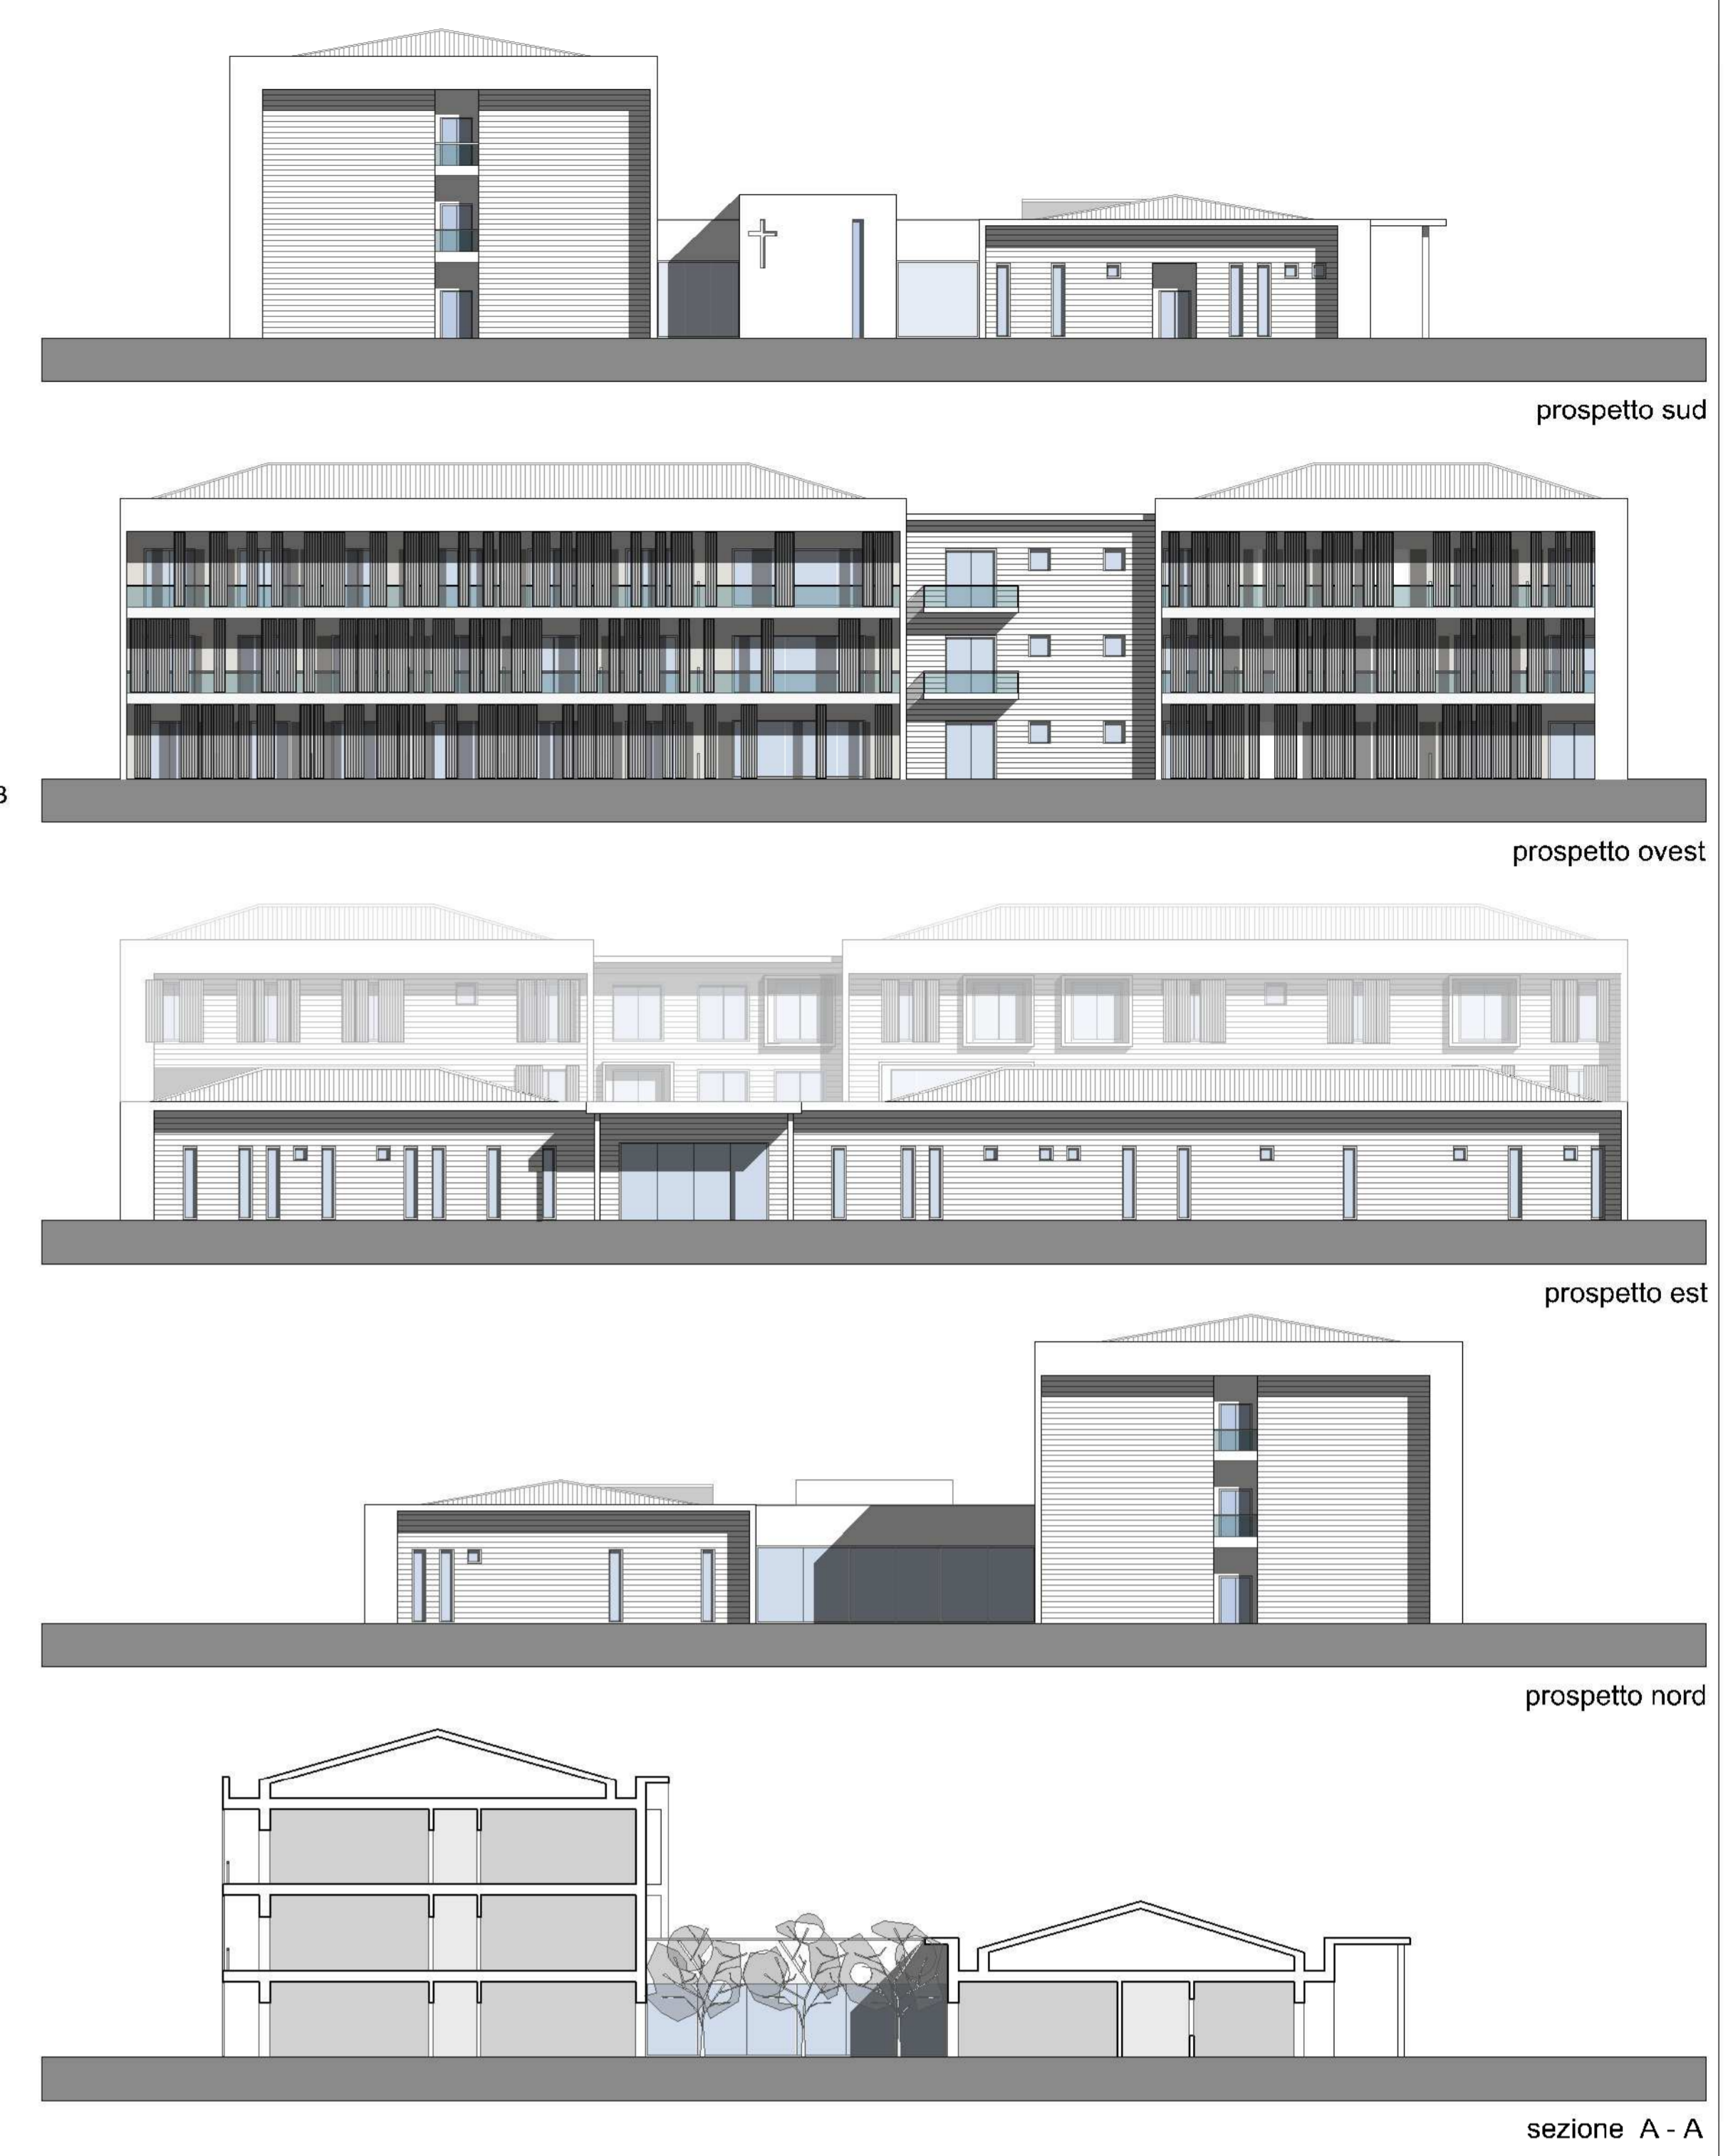 prospetto sud
prospetto ovest
prospetto est
prospetto nord
sezione A - A